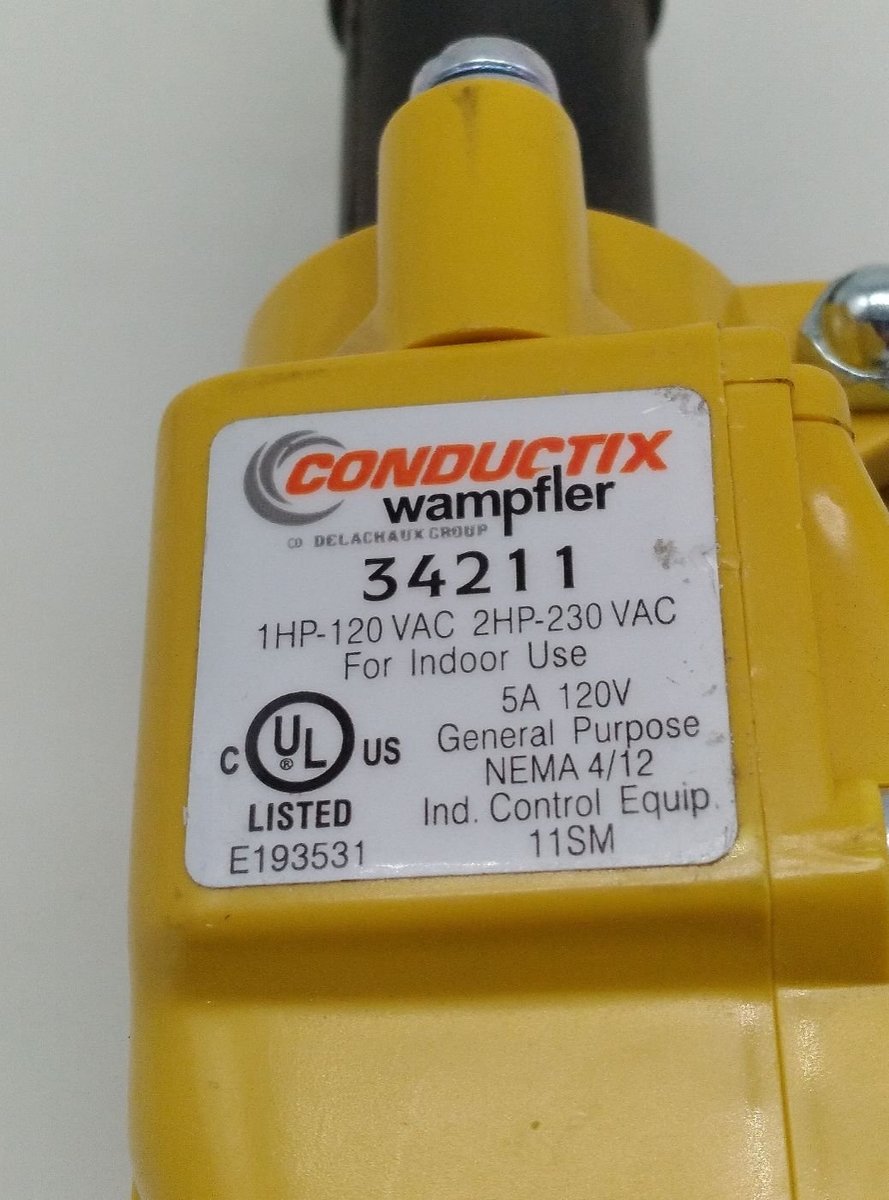 CONDUCTIX
wampfler
DELACHAUX GROUP
34211
1HP-120 VAC 2HP-230 VAC
For Indoor Use
5A 120V
General Purpose
NEMA 4/12
Ind. Control Equip.
11SM
C UL ® US
LISTED
E193531